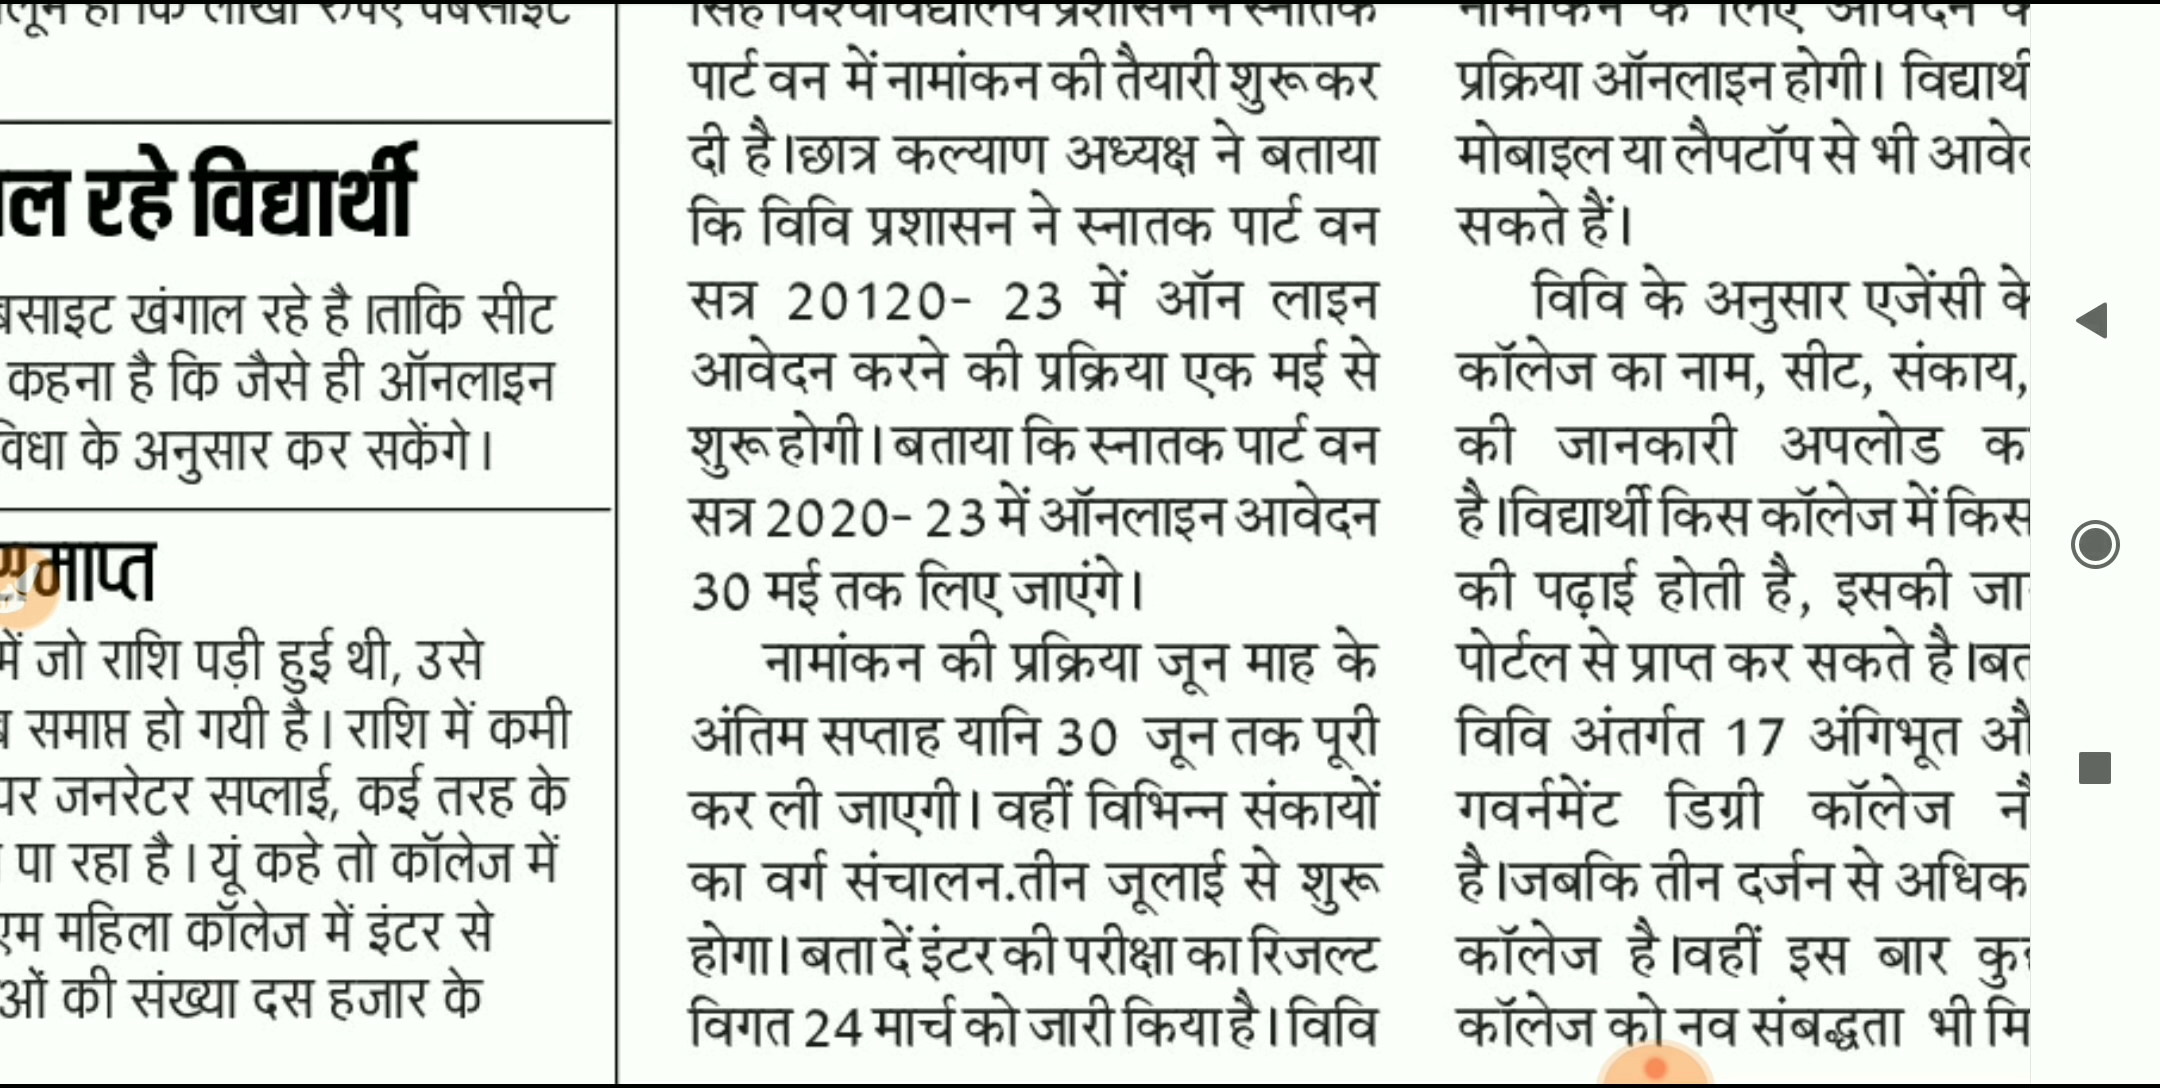 ल रहे विद्यार्थी
खंगाल रहे है।ताकि सीट
कहना है कि जैसे ही ऑनलाइन
के अनुसार कर सकेंगे।
में जो राशि पड़ी हुई थी, उसे
समाप्त हो गयी है। राशि में कमी
पर जनरेटर सप्लाई, कई तरह के
पा रहा है। यूं कहे तो कॉलेज में
महिला कॉलेज में इंटर से
की संख्या दस हजार के
पार्ट वन में नामांकन की तैयारी शुरू कर
दी है।छात्र कल्याण अध्यक्ष ने बताया
कि विवि प्रशासन ने स्नातक पार्ट वन
सत्र 20120- 23 में ऑन लाइन
आवेदन करने की प्रक्रिया एक मई से
शुरू होगी। बताया कि स्नातक पार्ट वन
सत्र 2020- 23 में ऑनलाइन आवेदन
30 मई तक लिए जाएंगे।
नामांकन की प्रक्रिया जून माह के
अंतिम सप्ताह यानि 30 जून तक पूरी
कर ली जाएगी। वहीं विभिन्न संकायों
का वर्ग संचालन.तीन जूलाई से शुरू
होगा। बता दें इंटर की परीक्षा का रिजल्ट
विगत 24 मार्च को जारी किया है। विवि
प्रक्रिया ऑनलाइन होगी। विद्यार्थी
मोबाइल या लैपटॉप से भी
सकते हैं।
विवि के अनुसार एजेंसी के
कॉलेज का नाम, सीट, संकाय,
की जानकारी अपलोड
है।विद्यार्थी किस कॉलेज में किस
की पढ़ाई होती है, इसकी
पोर्टल से प्राप्त कर सकते है।
विवि अंतर्गत 17 अंगिभूत
गवर्नमेंट डिग्री कॉलेज
है।जबकि तीन दर्जन से अधिक
कॉलेज है।वहीं इस बार
कॉलेज को नव संबद्धता भी